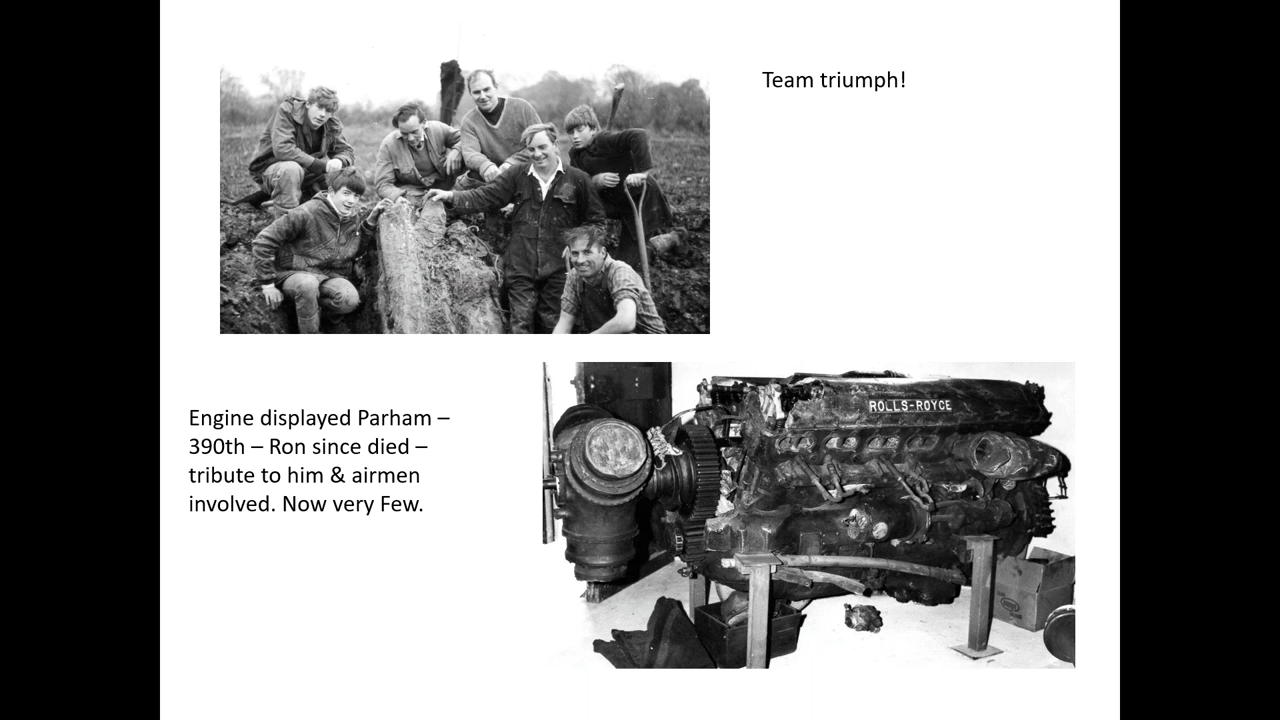 Team triumph!
Engine displayed Parham –
390th – Ron since died –
tribute to him & airmen
involved. Now very Few.
ROLLS-ROYCE